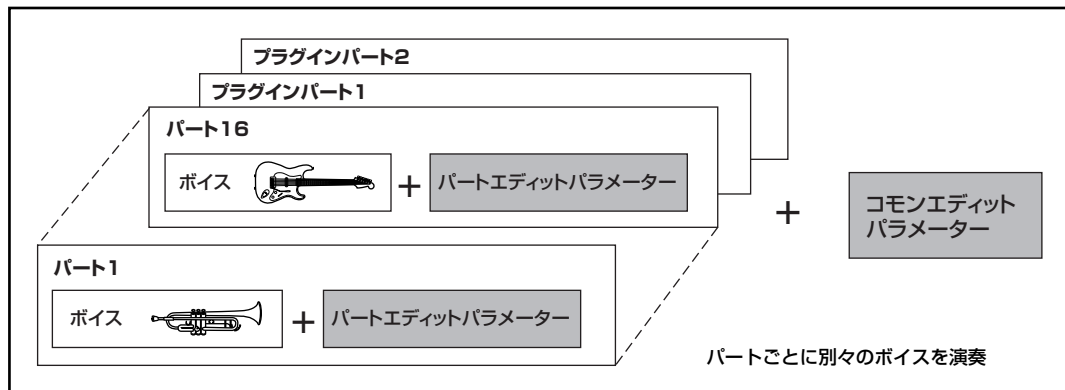 プラグインパート2
プラグインパート1
パート16
ボイス
+
パートエディットパラメーター
+
コモンエディット
パラメーター
パート1
ボイス
+
パートエディットパラメーター
パートごとに別々のボイスを演奏